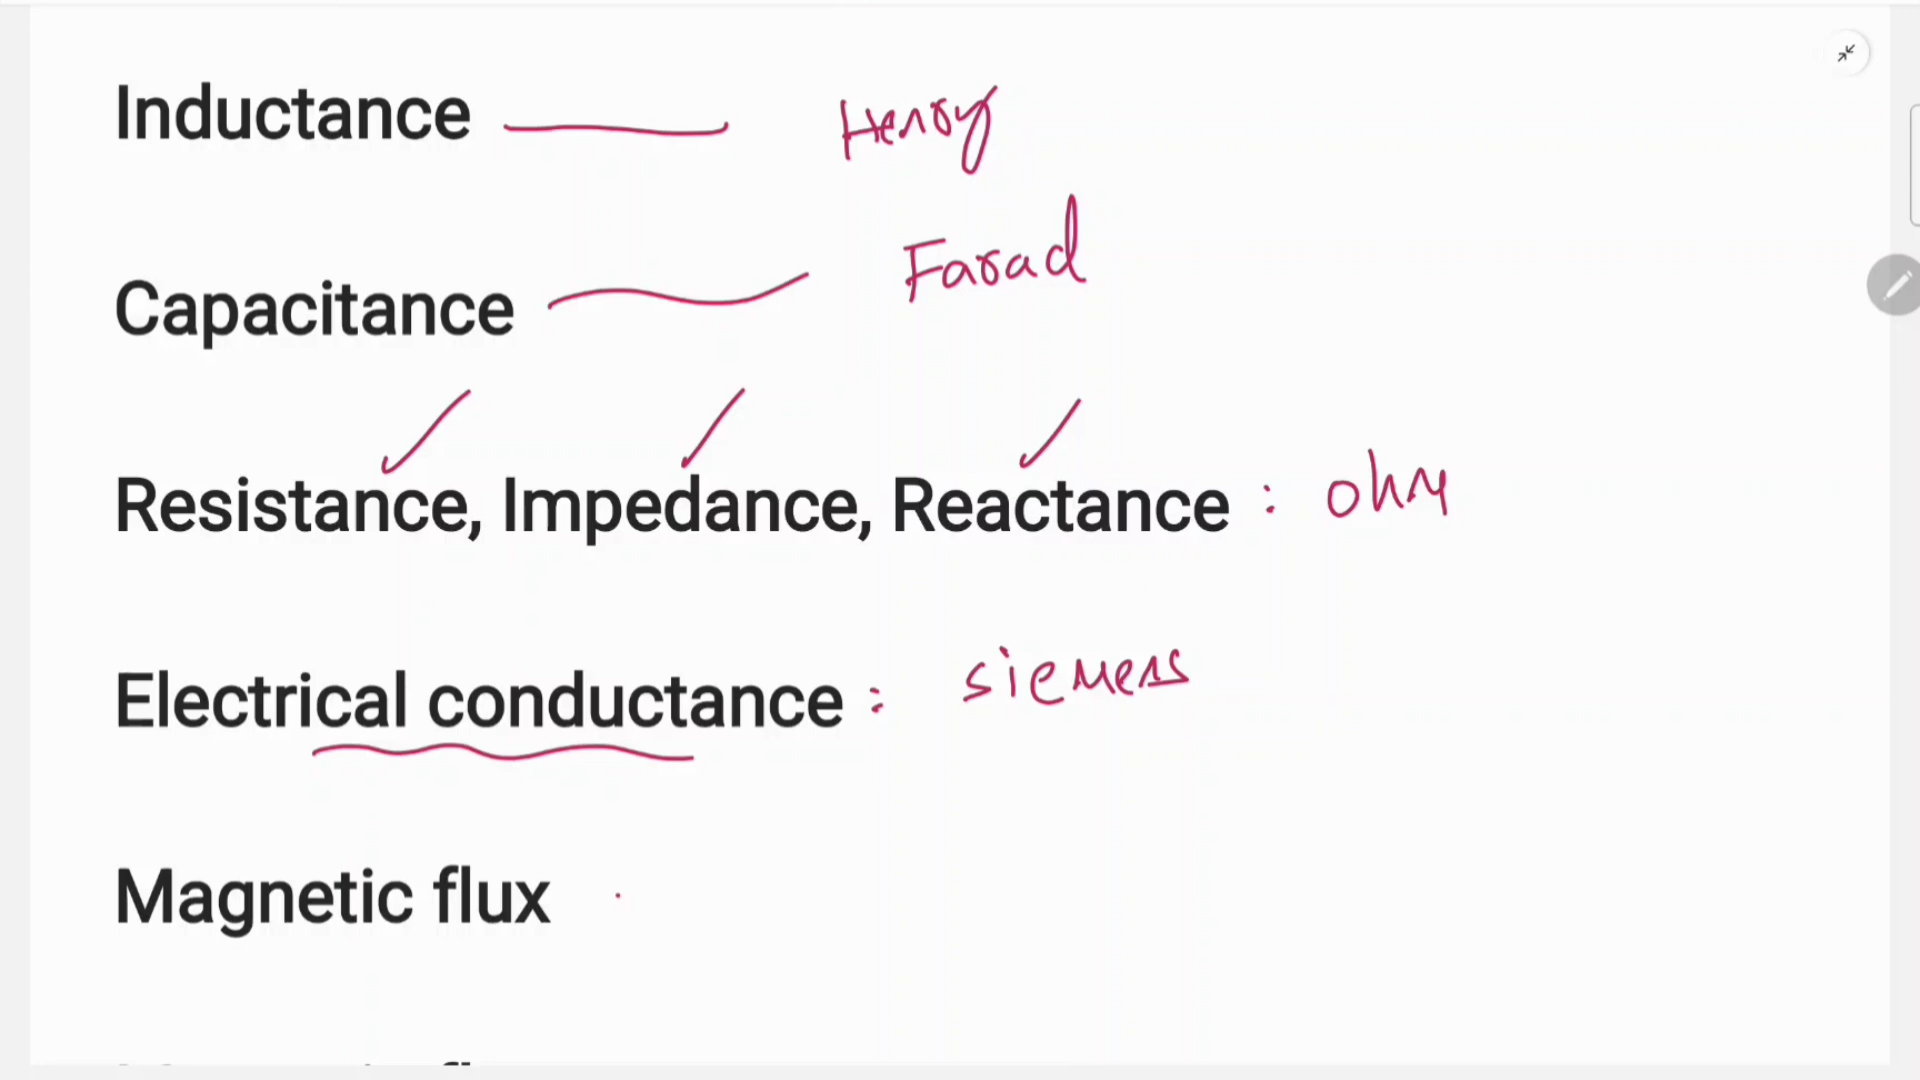 Inductance Henry
Capacitance Farad
Resistance, Impedance, Reactance : ohm
Electrical conductance : siemens
Magnetic flux